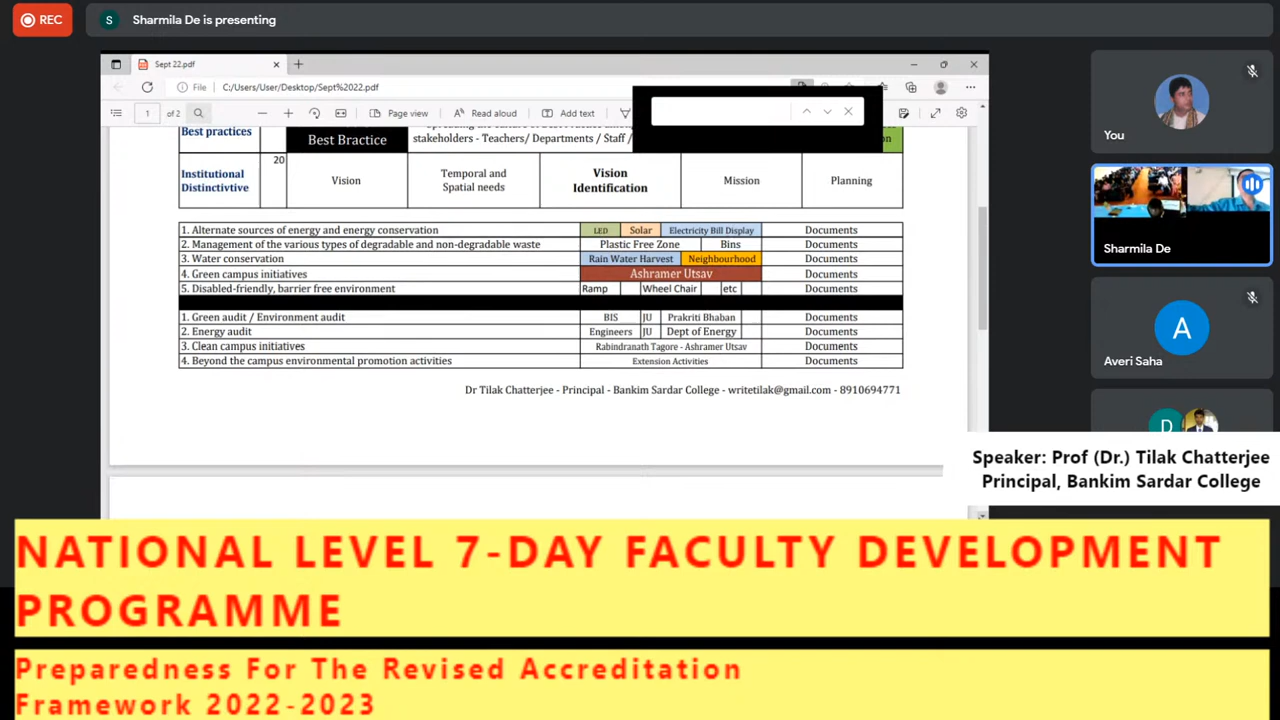 REC
S Sharmila De is presenting
Sept 22.pdf
File C:/Users/User/Desktop/Sept%2022.pdf
1 of 2 Page view Read aloud Add text
Best practices Best Bractice
stakeholders - Teachers/ Departments / Staff /
20
Institutional Distinctivtive Vision Temporal and Spatial needs Vision Identification Mission Planning
1. Alternate sources of energy and energy conservation LED Solar Electricity Bill Display Documents
2. Management of the various types of degradable and non-degradable waste Plastic Free Zone Bins Documents
3. Water conservation Rain Water Harvest Neighbourhood Documents
4. Green campus initiatives Ashramer Utsav Documents
5. Disabled-friendly, barrier free environment Ramp Wheel Chair etc Documents
1. Green audit / Environment audit BIS JU Prakriti Bhaban Documents
2. Energy audit Engineers JU Dept of Energy Documents
3. Clean campus initiatives Rabindranath Tagore - Ashramer Utsav Documents
4. Beyond the campus environmental promotion activities Extension Activities Documents
Dr Tilak Chatterjee - Principal - Bankim Sardar College - writetilak@gmail.com - 8910694771
You
Sharmila De
A
Averi Saha
D
Speaker: Prof (Dr.) Tilak Chatterjee
Principal, Bankim Sardar College
NATIONAL LEVEL 7-DAY FACULTY DEVELOPMENT
PROGRAMME
Preparedness For The Revised Accreditation
Framework 2022-2023